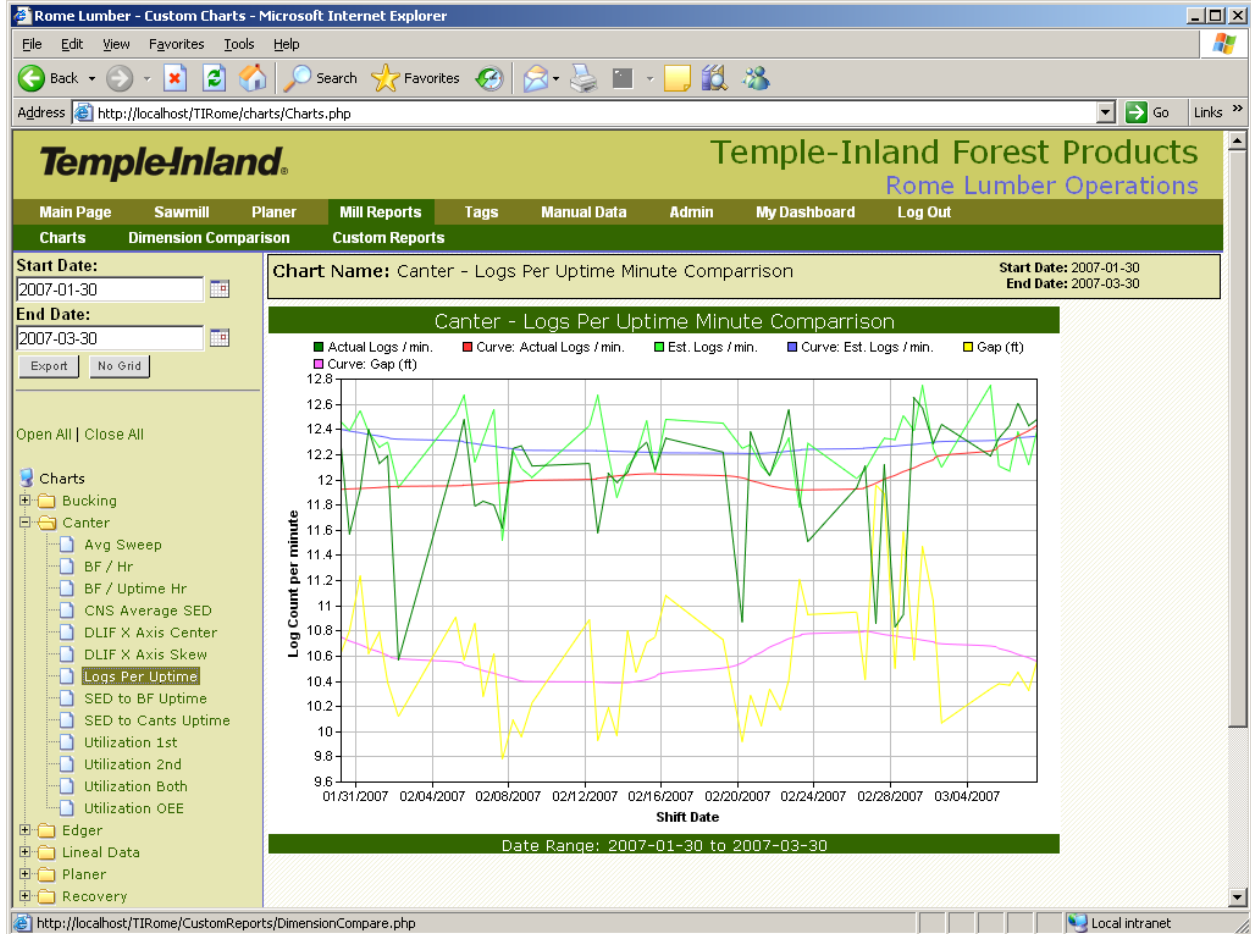 Rome Lumber - Custom Charts - Microsoft Internet Explorer
File Edit View Favorites Tools Help
Back Search Favorites
Address http://localhost/TIRome/charts/Charts.php Go Links »
Temple-Inland.
Temple-Inland Forest Products
Rome Lumber Operations
Main Page Sawmill Planer Mill Reports Tags Manual Data Admin My Dashboard Log Out
Charts Dimension Comparison Custom Reports
Start Date:
2007-01-30
End Date:
2007-03-30
Export No Grid
Open All | Close All
Charts
Bucking
Canter
Avg Sweep
BF / Hr
BF / Uptime Hr
CNS Average SED
DLIF X Axis Center
DLIF X Axis Skew
Logs Per Uptime
SED to BF Uptime
SED to Cants Uptime
Utilization 1st
Utilization 2nd
Utilization Both
Utilization OEE
Edger
Lineal Data
Planer
Recovery
Chart Name: Canter - Logs Per Uptime Minute Comparrison
Start Date: 2007-01-30
End Date: 2007-03-30
Canter - Logs Per Uptime Minute Comparrison
Actual Logs / min. Curve: Actual Logs / min. Est. Logs / min. Curve: Est. Logs / min. Gap (ft)
Curve: Gap (ft)
12.8
12.6
12.4
12.2
12
11.8
11.6
11.4
11.2
11
10.8
10.6
10.4
10.2
10
9.8
9.6
Log Count per minute
01/31/2007 02/04/2007 02/08/2007 02/12/2007 02/16/2007 02/20/2007 02/24/2007 02/28/2007 03/04/2007
Shift Date
Date Range: 2007-01-30 to 2007-03-30
http://localhost/TIRome/CustomReports/DimensionCompare.php Local intranet